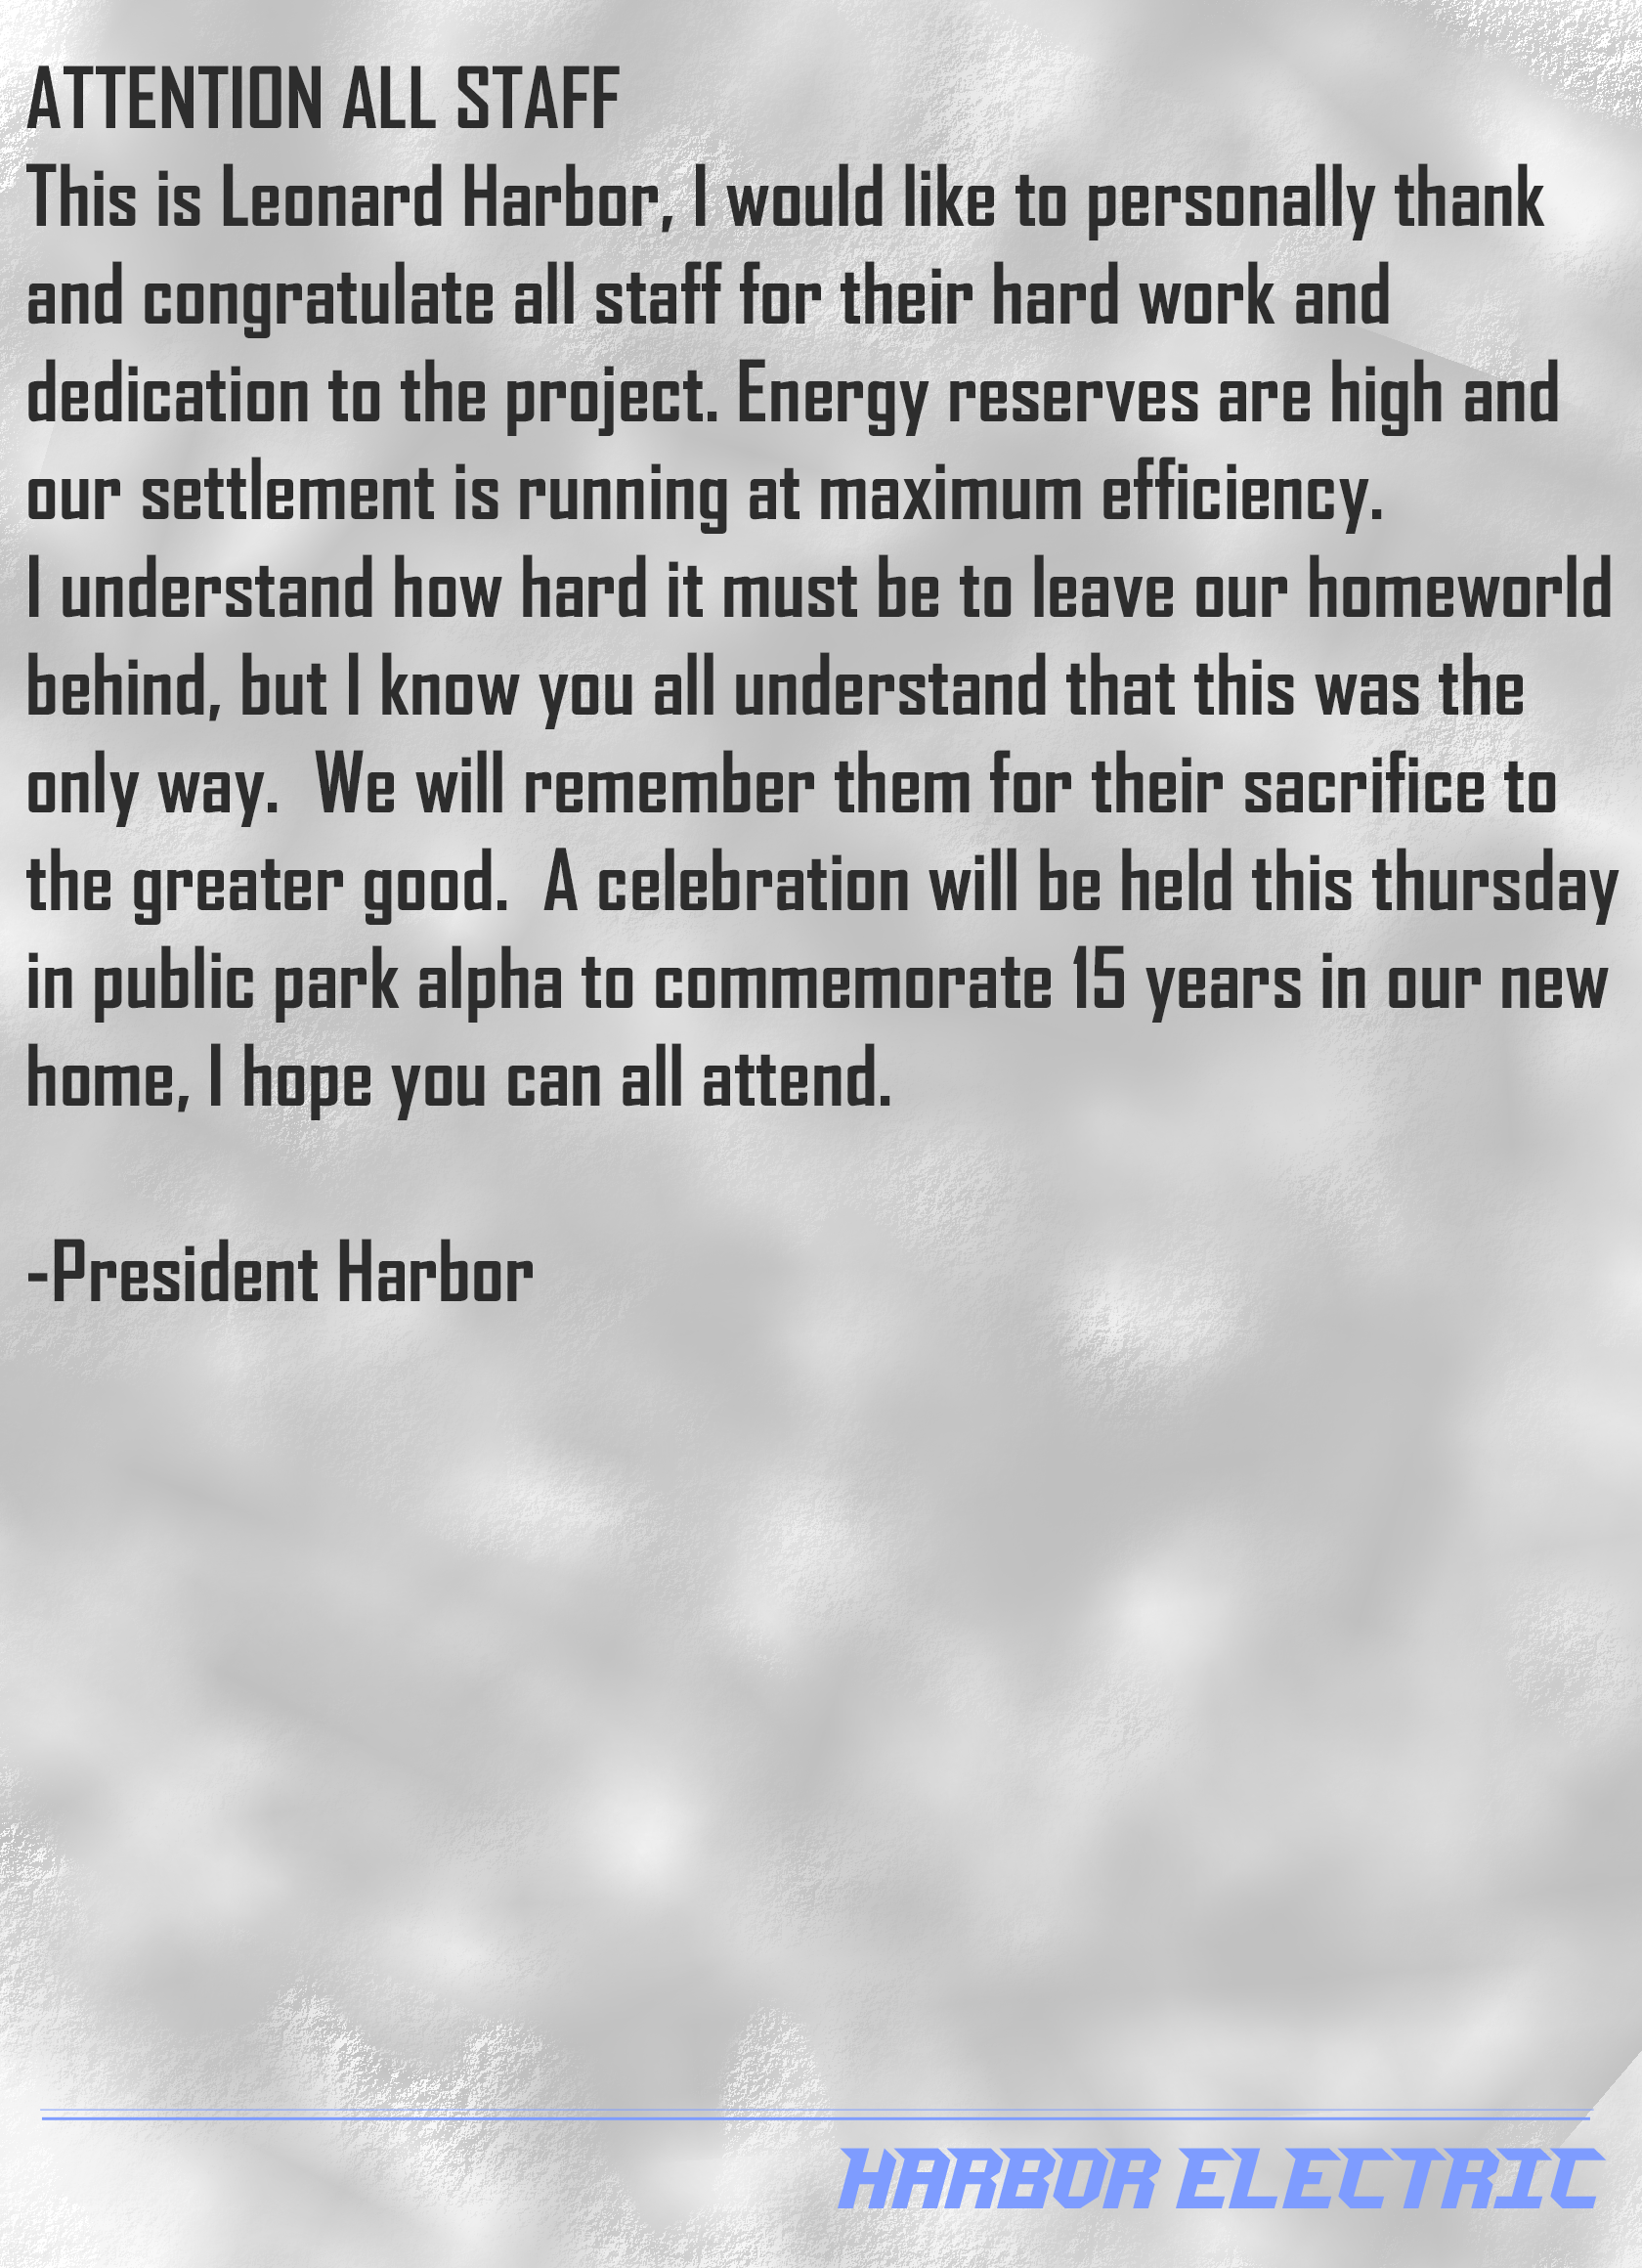 ATTENTION ALL STAFF
This is Leonard Harbor, I would like to personally thank
and congratulate all staff for their hard work and
dedication to the project. Energy reserves are high and
our settlement is running at maximum efficiency.
I understand how hard it must be to leave our homeworld
behind, but I know you all understand that this was the
only way.  We will remember them for their sacrifice to
the greater good.  A celebration will be held this thursday
in public park alpha to commemorate 15 years in our new
home, I hope you can all attend.
-President Harbor
HARBOR ELECTRIC